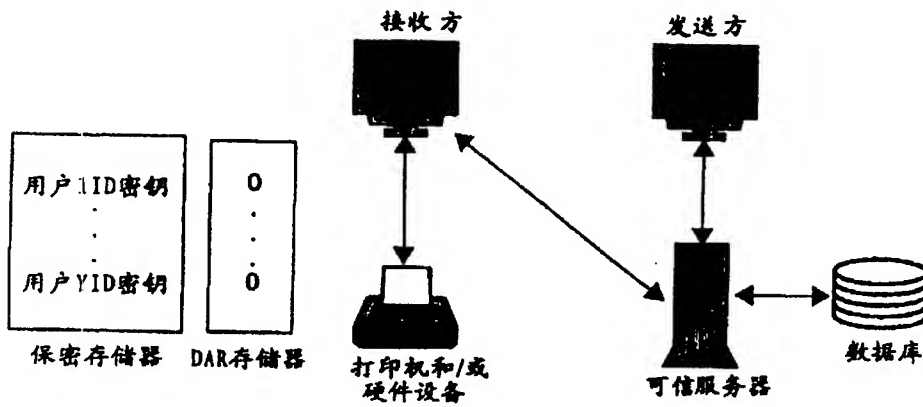 接收方
发送方
用户1ID密钥
0
用户YID密钥
0
保密存储器
DAR存储器
打印机和/或
硬件设备
可信服务器
数据库